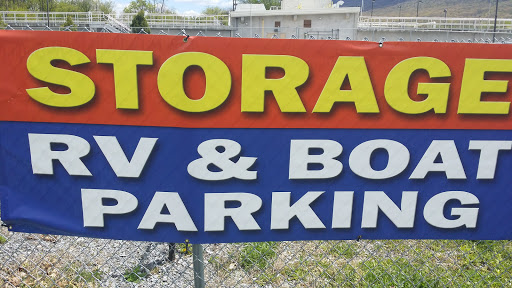 STORAGE
RV & BOAT
PARKING